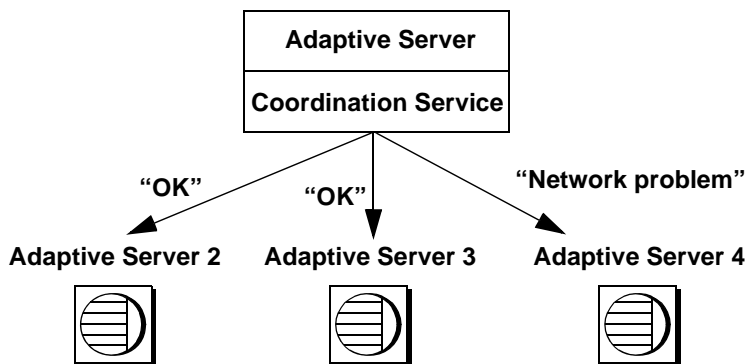 Adaptive Server
Coordination Service
“OK”
“OK”
“Network problem”
Adaptive Server 2
Adaptive Server 3
Adaptive Server 4